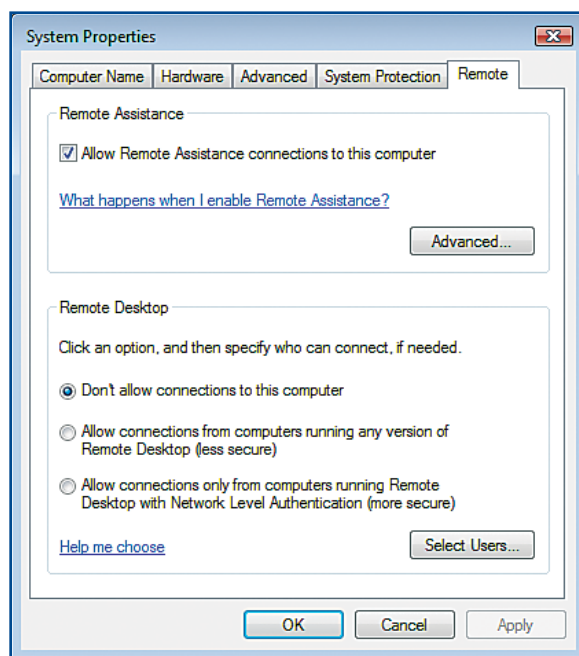 System Properties
Computer Name
Hardware
Advanced
System Protection
Remote
Remote Assistance
Allow Remote Assistance connections to this computer
What happens when I enable Remote Assistance?
Advanced...
Remote Desktop
Click an option, and then specify who can connect, if needed.
Don't allow connections to this computer
Allow connections from computers running any version of
Remote Desktop (less secure)
Allow connections only from computers running Remote
Desktop with Network Level Authentication (more secure)
Help me choose
Select Users...
OK
Cancel
Apply